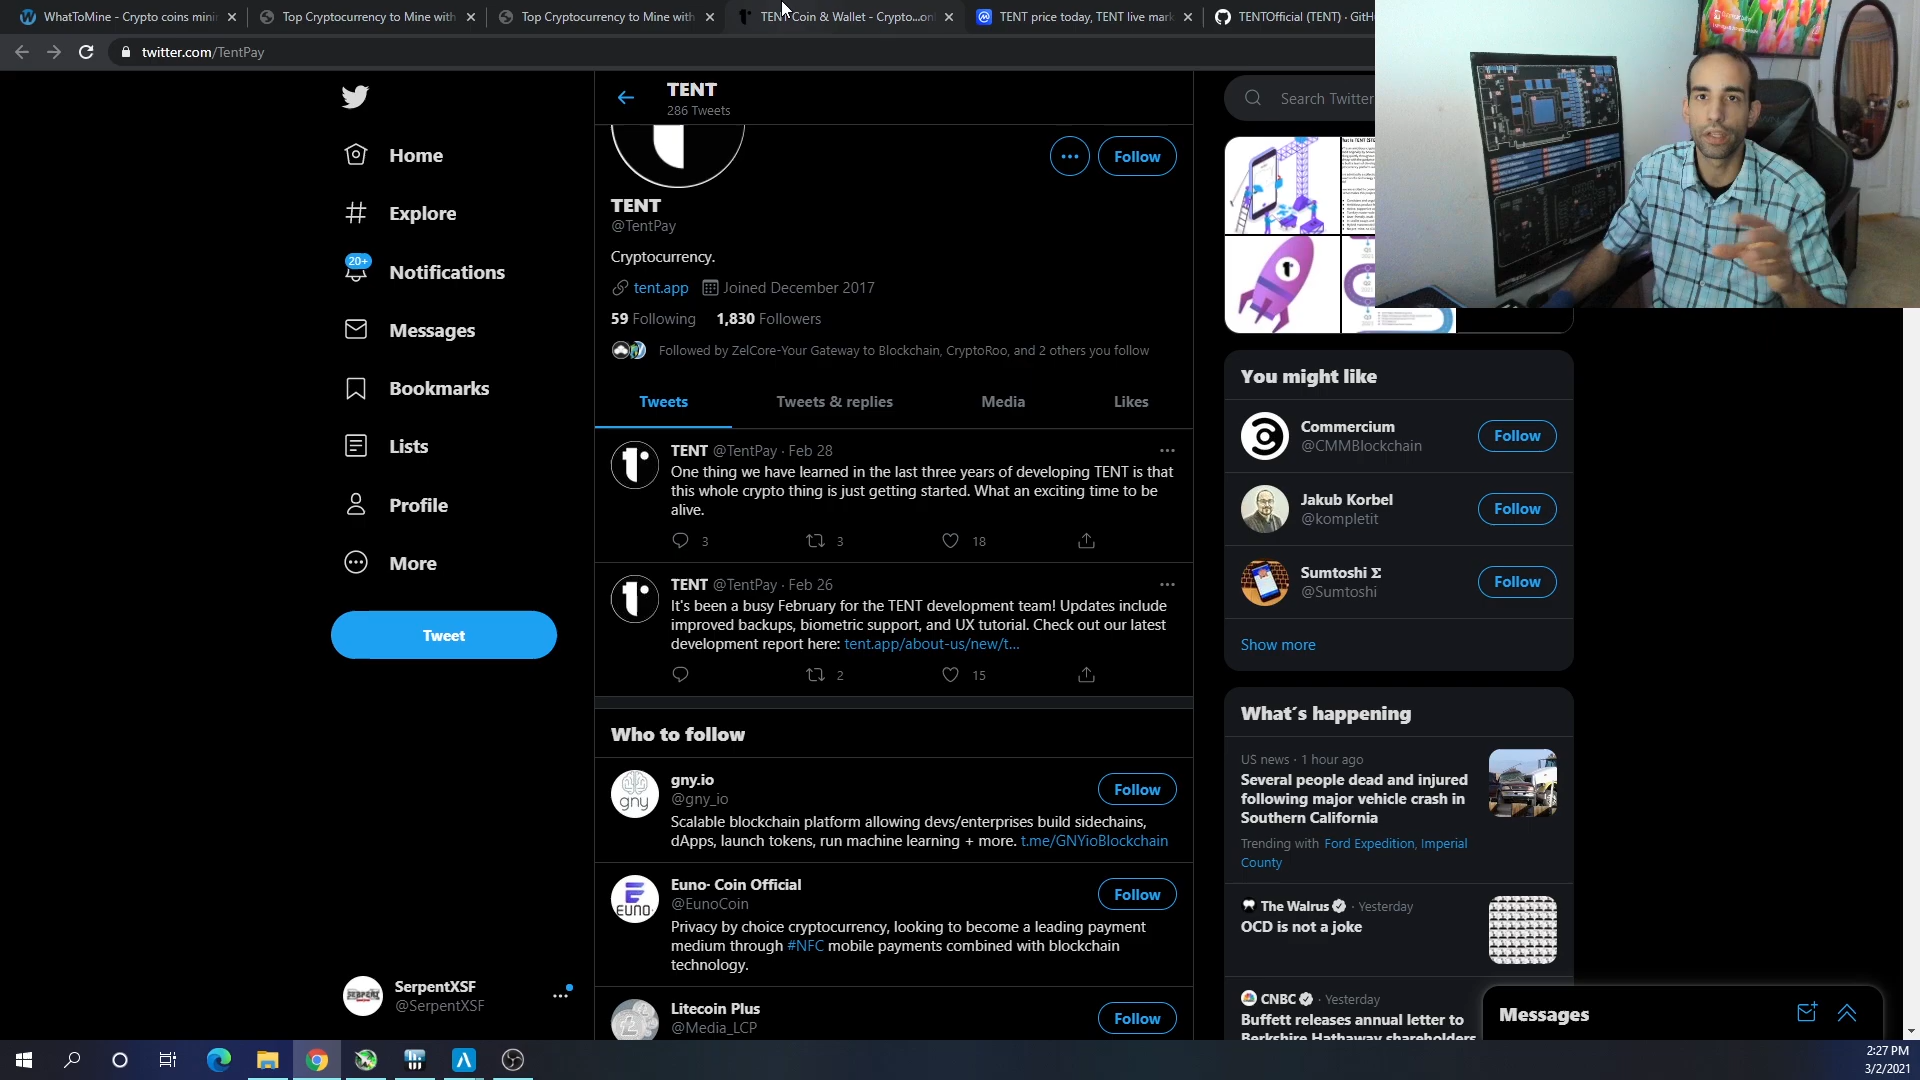 WhatToMine - Crypto coins mini
Top Cryptocurrency to Mine with
Top Cryptocurrency to Mine with
TENT Coin & Wallet - Crypto...on
TENT price today, TENT live mark
TENTOfficial (TENT) · GitH
twitter.com/TentPay
TENT
286 Tweets
Search Twitter
Home
Explore
20+
Notifications
Messages
Bookmarks
Lists
Profile
More
Tweet
SerpentXSF
@SerpentXSF
Follow
TENT
@TentPay
Cryptocurrency.
tent.app Joined December 2017
59 Following 1,830 Followers
Followed by ZelCore-Your Gateway to Blockchain, CryptoRoo, and 2 others you follow
Tweets Tweets & replies Media Likes
TENT @TentPay · Feb 28
One thing we have learned in the last three years of developing TENT is that
this whole crypto thing is just getting started. What an exciting time to be
alive.
3 3 18
TENT @TentPay · Feb 26
It's been a busy February for the TENT development team! Updates include
improved backups, biometric support, and UX tutorial. Check out our latest
development report here: tent.app/about-us/new/t...
2 15
Who to follow
gny
gny.io
@gny_io
Follow
Scalable blockchain platform allowing devs/enterprises build sidechains,
dApps, launch tokens, run machine learning + more. t.me/GNYioBlockchain
EUNO
Euno· Coin Official
@EunoCoin
Follow
Privacy by choice cryptocurrency, looking to become a leading payment
medium through #NFC mobile payments combined with blockchain
technology.
Litecoin Plus
@Media_LCP
Follow
You might like
Commercium
@CMMBlockchain
Follow
Jakub Korbel
@kompletit
Follow
Sumtoshi Σ
@Sumtoshi
Follow
Show more
What's happening
US news · 1 hour ago
Several people dead and injured
following major vehicle crash in
Southern California
Trending with Ford Expedition, Imperial
County
The Walrus · Yesterday
OCD is not a joke
CNBC · Yesterday
Buffett releases annual letter to
Berkshire Hathaway shareholders
Messages
2:27 PM
3/2/2021